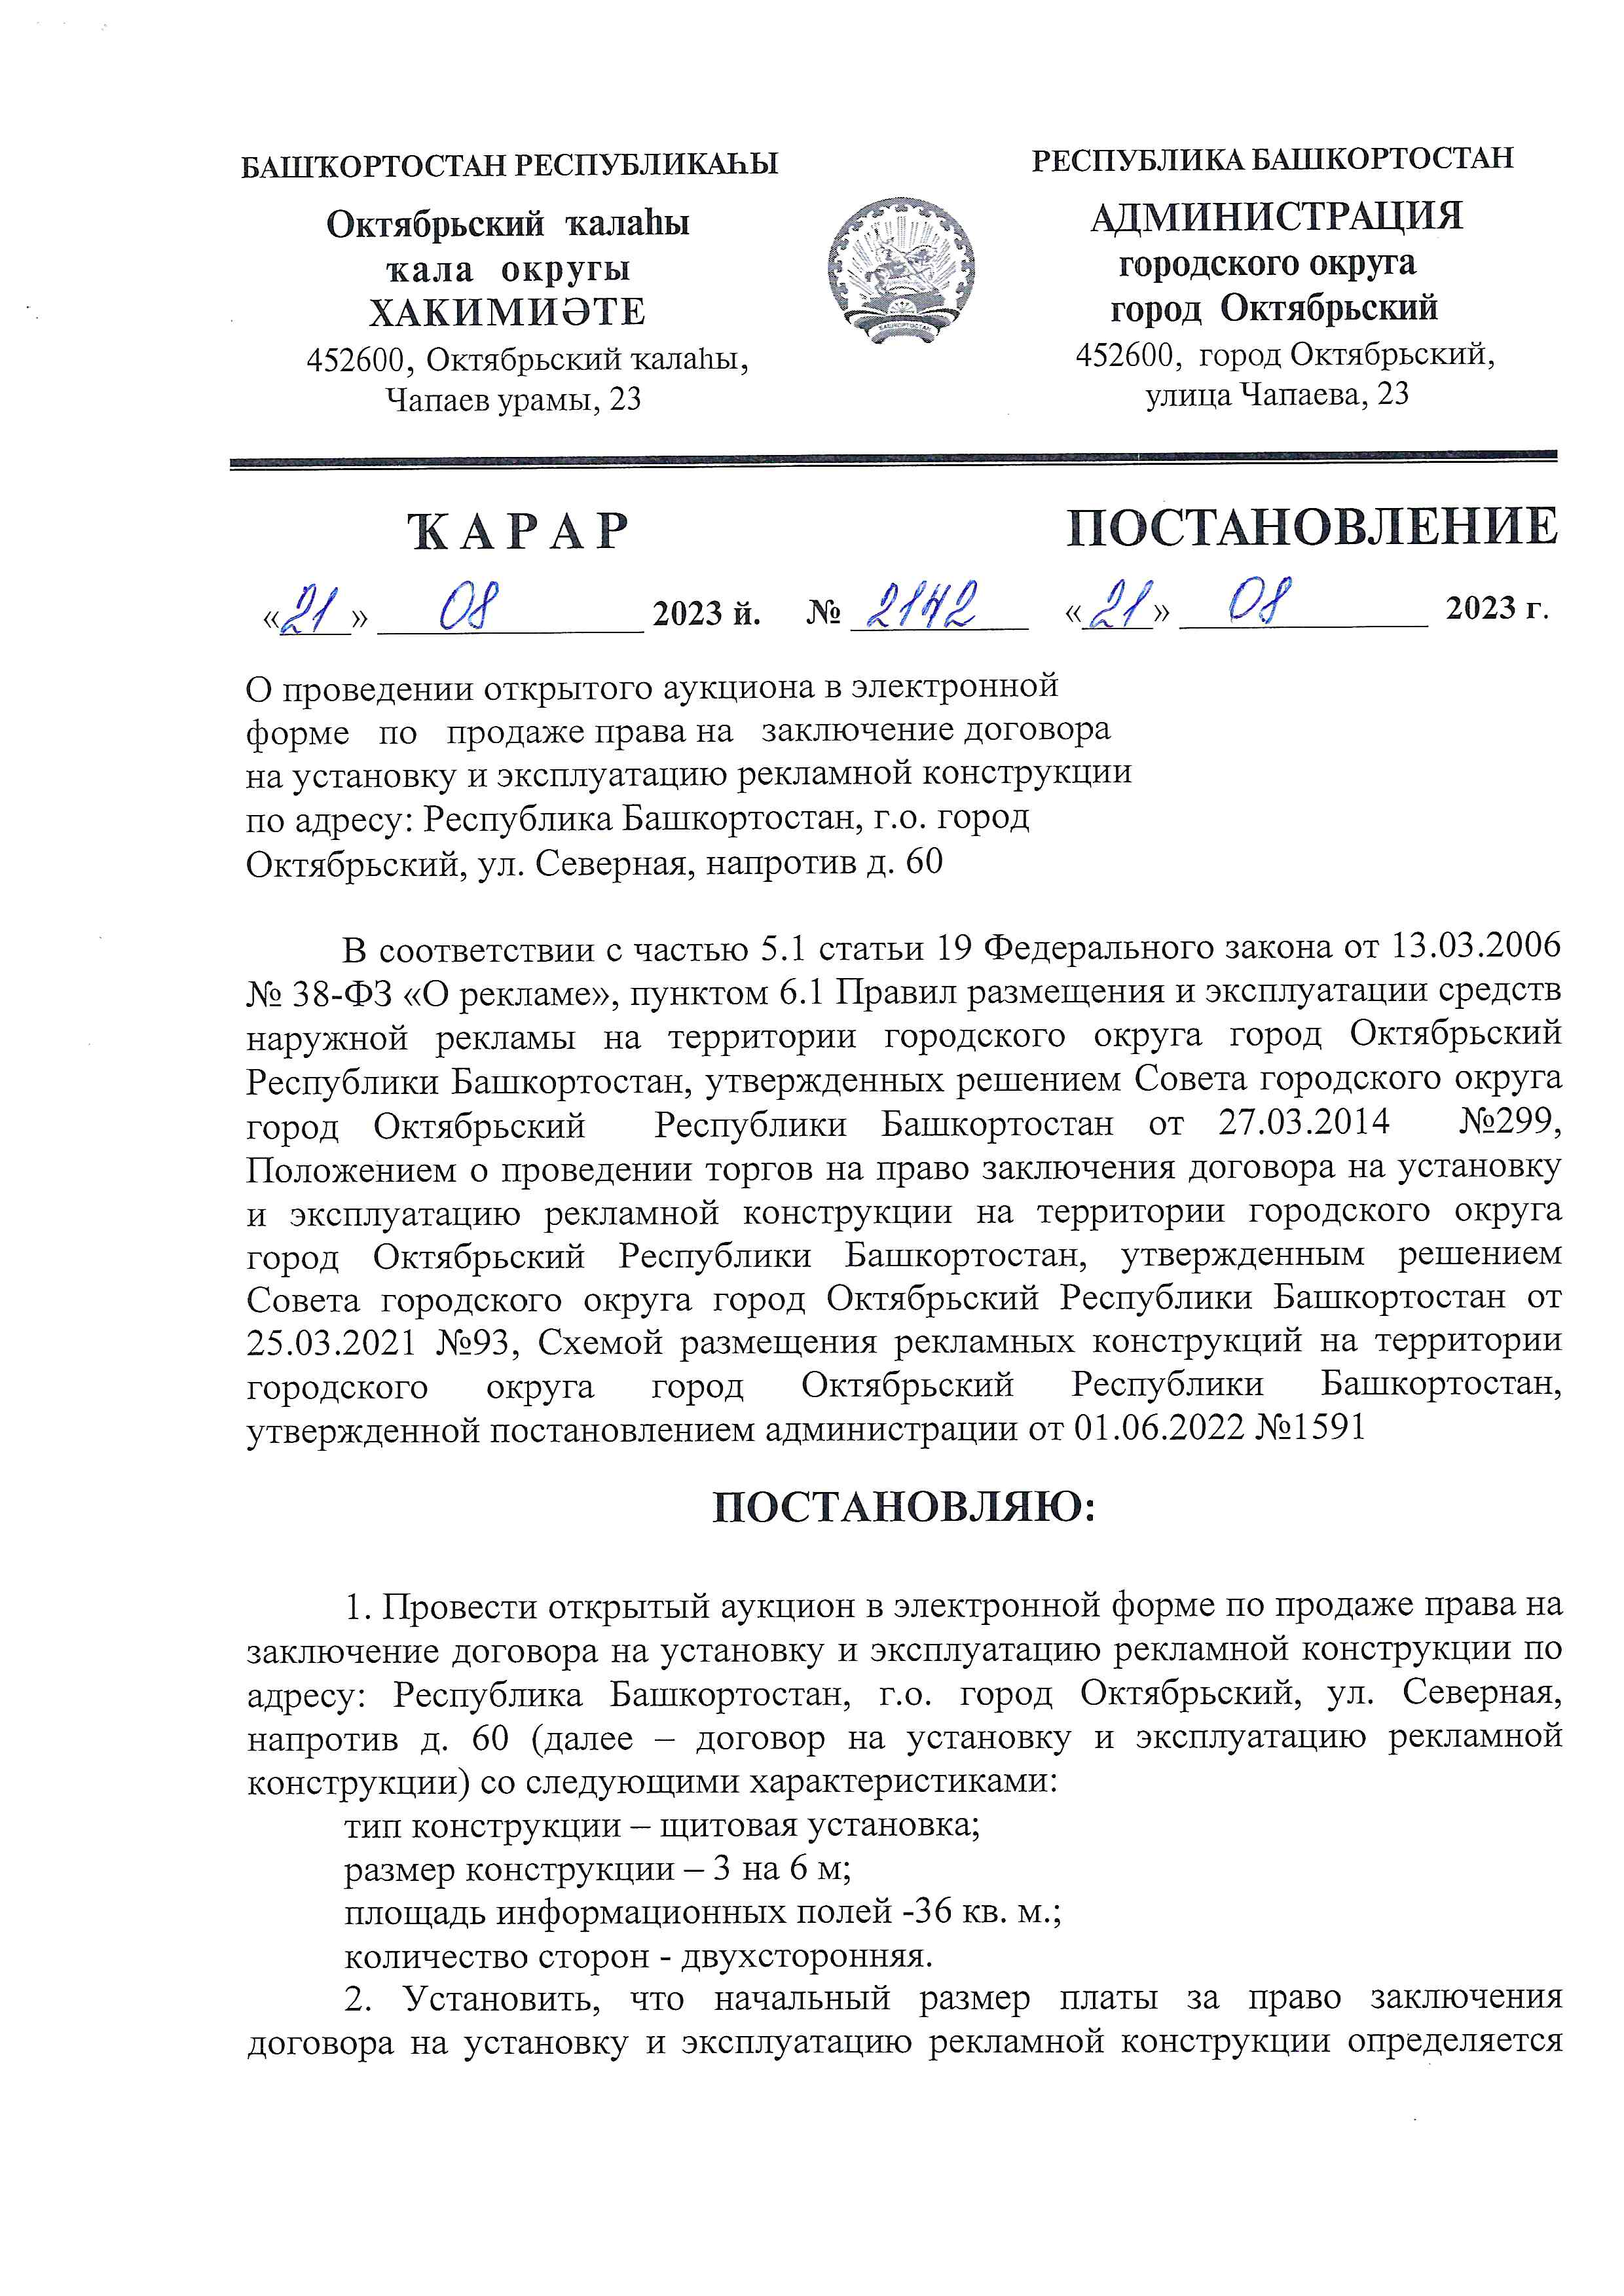 БАШҠОРТОСТАН РЕСПУБЛИКАҺЫ
Октябрьский ҡалаһы
ҡала округы
ХАКИМИӘТЕ
452600, Октябрьский ҡалаһы,
Чапаев урамы, 23
БАШКОРТОСТАН
РЕСПУБЛИКА БАШКОРТОСТАН
АДМИНИСТРАЦИЯ
городского округа
город Октябрьский
452600, город Октябрьский,
улица Чапаева, 23
ҠАРАР
ПОСТАНОВЛЕНИЕ
«21» 08 2023 й. № 2142 «21» 08 2023 г.
О проведении открытого аукциона в электронной
форме по продаже права на заключение договора
на установку и эксплуатацию рекламной конструкции
по адресу: Республика Башкортостан, г.о. город
Октябрьский, ул. Северная, напротив д. 60
В соответствии с частью 5.1 статьи 19 Федерального закона от 13.03.2006
№ 38-ФЗ «О рекламе», пунктом 6.1 Правил размещения и эксплуатации средств
наружной рекламы на территории городского округа город Октябрьский
Республики Башкортостан, утвержденных решением Совета городского округа
город Октябрьский Республики Башкортостан от 27.03.2014 №299,
Положением о проведении торгов на право заключения договора на установку
и эксплуатацию рекламной конструкции на территории городского округа
город Октябрьский Республики Башкортостан, утвержденным решением
Совета городского округа город Октябрьский Республики Башкортостан от
25.03.2021 №93, Схемой размещения рекламных конструкций на территории
городского округа город Октябрьский Республики Башкортостан,
утвержденной постановлением администрации от 01.06.2022 №1591
ПОСТАНОВЛЯЮ:
1. Провести открытый аукцион в электронной форме по продаже права на
заключение договора на установку и эксплуатацию рекламной конструкции по
адресу: Республика Башкортостан, г.о. город Октябрьский, ул. Северная,
напротив д. 60 (далее – договор на установку и эксплуатацию рекламной
конструкции) со следующими характеристиками:
тип конструкции – щитовая установка;
размер конструкции – 3 на 6 м;
площадь информационных полей -36 кв. м.;
количество сторон - двухсторонняя.
2. Установить, что начальный размер платы за право заключения
договора на установку и эксплуатацию рекламной конструкции определяется